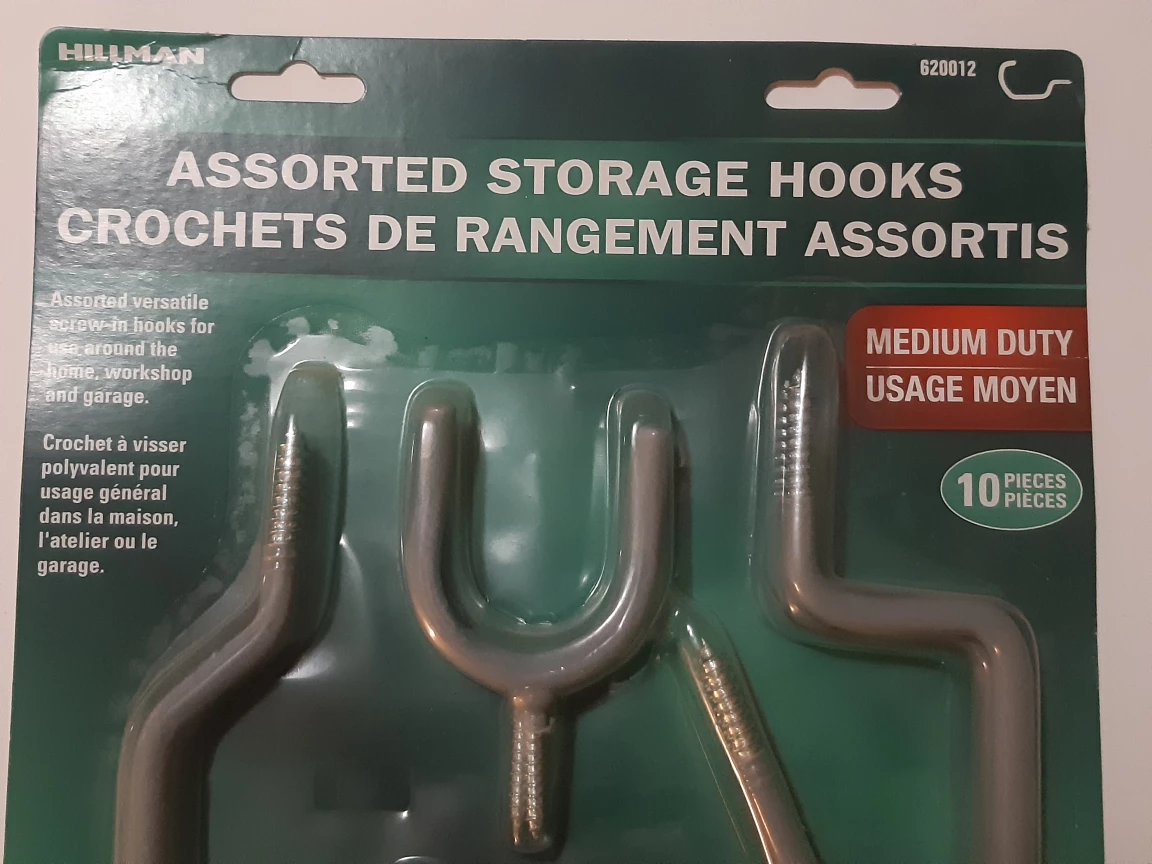 HILLMAN
620012
ASSORTED STORAGE HOOKS
CROCHETS DE RANGEMENT ASSORTIS
Assorted versatile
screw-in hooks for
use around the
home, workshop
and garage.
Crochet à visser
polyvalent pour
usage général
dans la maison,
l'atelier ou le
garage.
MEDIUM DUTY
USAGE MOYEN
10 PIECES
PIÈCES